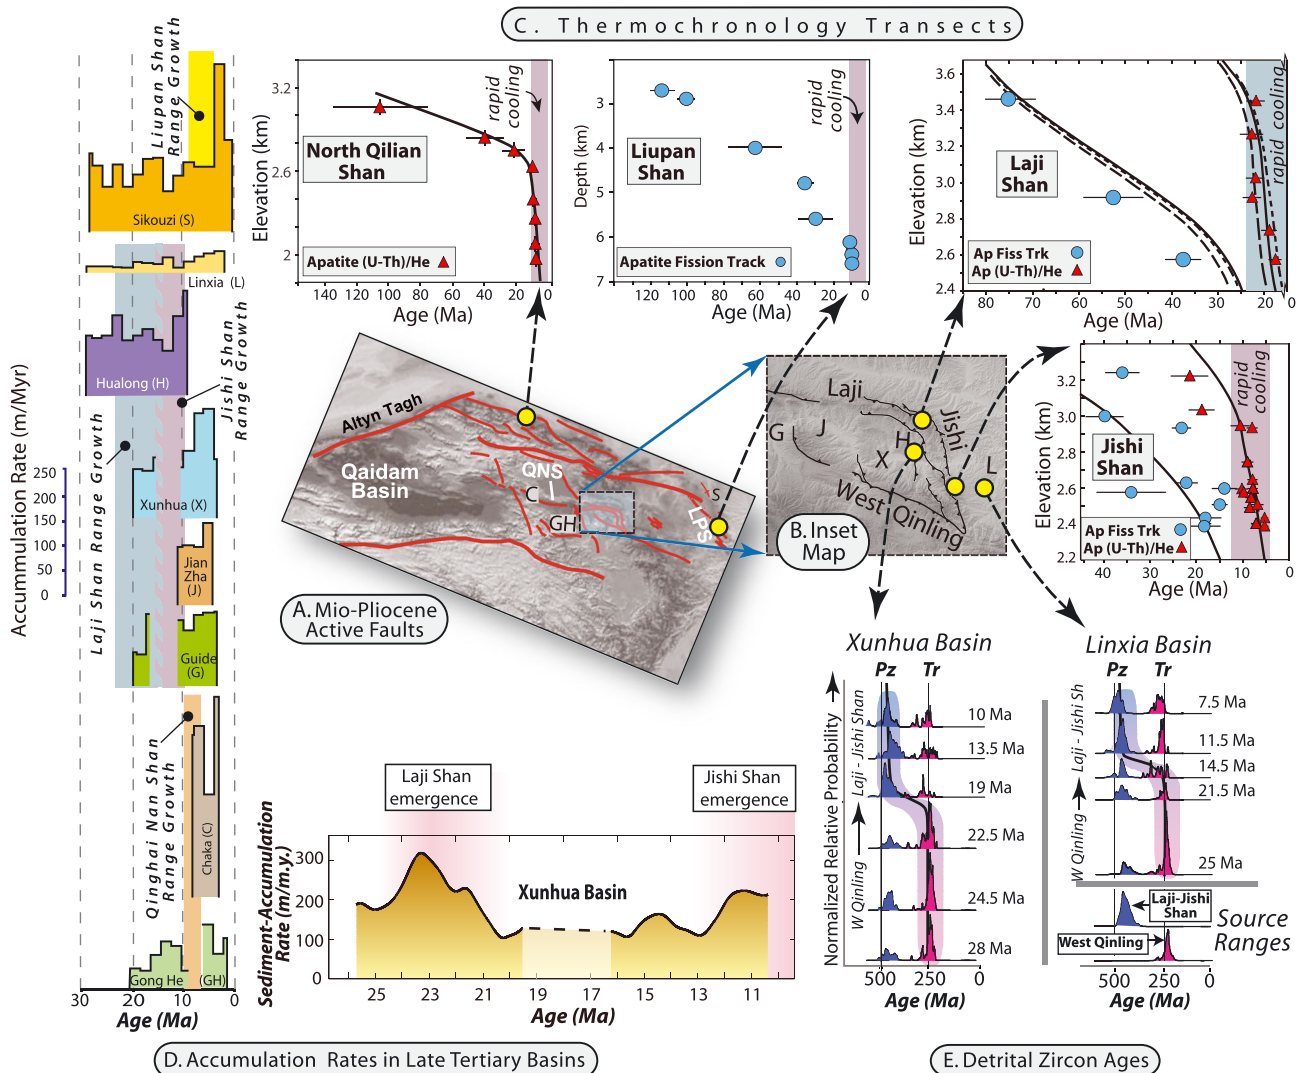 C. Thermochronology Transects
Liupan Shan
Range Growth
Sikouzi (S)
Linxia (L)
Hualong (H)
Jishi Shan
Range Growth
Laji Shan Range Growth
Accummulation Rate (m/Myr)
250
200
150
100
50
0
Xunhua (X)
Jian
Zha
(J)
Guide
(G)
Qinghai Nan Shan
Range Growth
Chaka (C)
Gong He
(GH)
30
20
10
0
Age (Ma)
3.2
2.6
2
Elevation (km)
North Qilian
Shan
rapid
cooling
Apatite (U-Th)/He
160 140 120 100 80 60 40 20 0
Age (Ma)
3
4
5
6
7
Depth (km)
Liupan
Shan
rapid
cooling
Apatite Fission Track
120 100 80 60 40 20 0
Age (Ma)
3.6
3.4
3.2
3.0
2.8
2.6
2.4
Elevation (km)
Laji
Shan
rapid cooling
Ap Fiss Trk
Ap (U-Th)/He
80 70 60 50 40 30 20 0
Age (Ma)
3.2
3.0
2.8
2.6
2.4
2.2
Elevation (km)
Jishi
Shan
rapid
cooling
Ap Fiss Trk
Ap (U-Th)/He
40 30 20 10 0
Age (Ma)
Altyn Tagh
Qaidam
Basin
QNS
C
GH
S
LPS
A. Mio-Pliocene
Active Faults
Laji
Jishi
G
J
H
X
L
West Qinling
B. Inset
Map
Laji Shan
emergence
Jishi Shan
emergence
Sediment-Accumulation
Rate (m/m.y.)
300
200
100
0
Xunhua Basin
25 23 21 19 17 15 13 11
Age (Ma)
D. Accumulation Rates in Late Tertiary Basins
Xunhua Basin
Pz
Tr
Normalized Relative Probability
W Qinling
Laji - Jishi Shan
10 Ma
13.5 Ma
19 Ma
22.5 Ma
24.5 Ma
28 Ma
500 250 0
Age (Ma)
Linxia Basin
Pz
Tr
W Qinling
Laji - Jishi Sh
7.5 Ma
11.5 Ma
14.5 Ma
21.5 Ma
25 Ma
Laji-Jishi
Shan
West Qinling
Source
Ranges
500 250 0
Age (Ma)
E. Detrital Zircon Ages